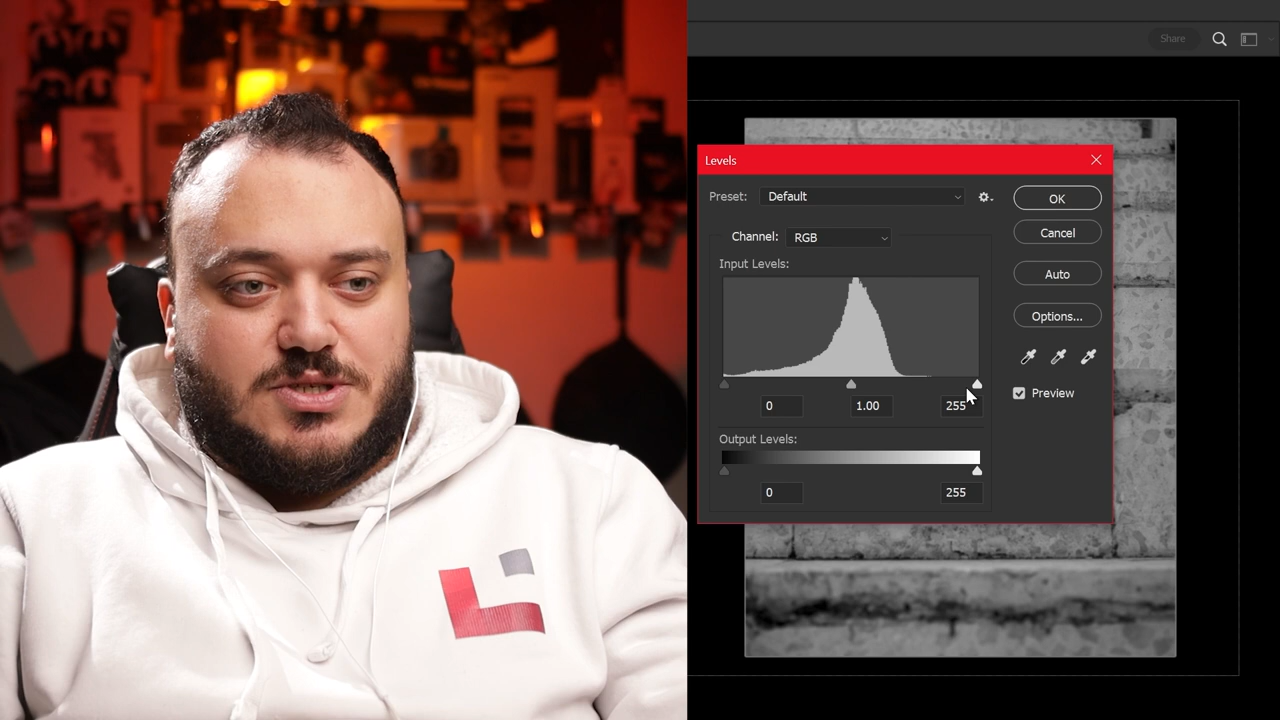 Share
Levels
Preset: Default
OK
Channel: RGB
Cancel
Input Levels:
Auto
Options...
Preview
0 1.00 255
Output Levels:
0 255